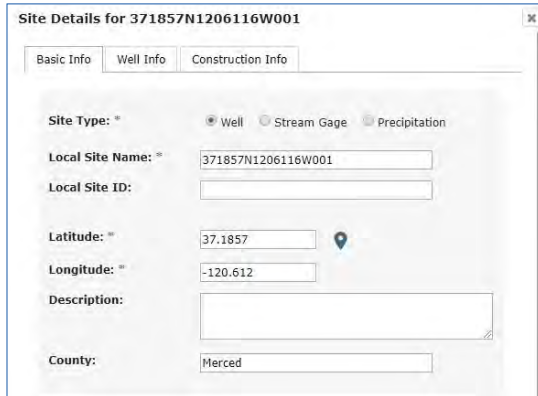 Site Details for 371857N1206116W001
Basic Info Well Info Construction Info
Site Type: * Well Stream Gage Precipitation
Local Site Name: * 371857N1206116W001
Local Site ID:
Latitude: * 37.1857
Longitude: * -120.612
Description:
County: Merced